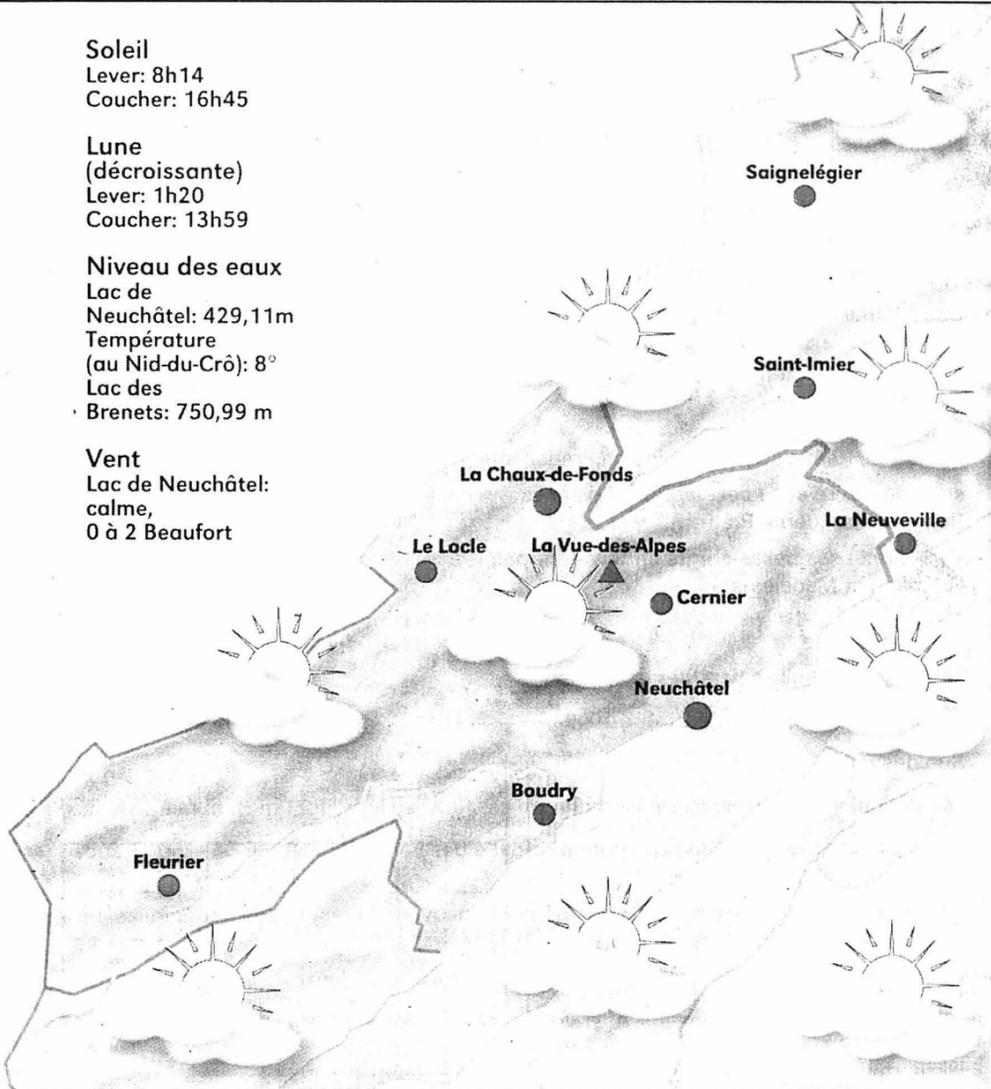 Soleil
Lever: 8h14
Coucher: 16h45
Lune
(décroissante)
Lever: 1h20
Coucher: 13h59
Niveau des eaux
Lac de
Neuchâtel: 429,11m
Température
(au Nid-du-Crô): 8°
Lac des
Brenets: 750,99 m
Vent
Lac de Neuchâtel:
calme,
0 à 2 Beaufort
Saignelégier
Saint-Imier
La Chaux-de-Fonds
La Neuveville
Le Locle
La Vue-des-Alpes
Cernier
Neuchâtel
Boudry
Fleurier